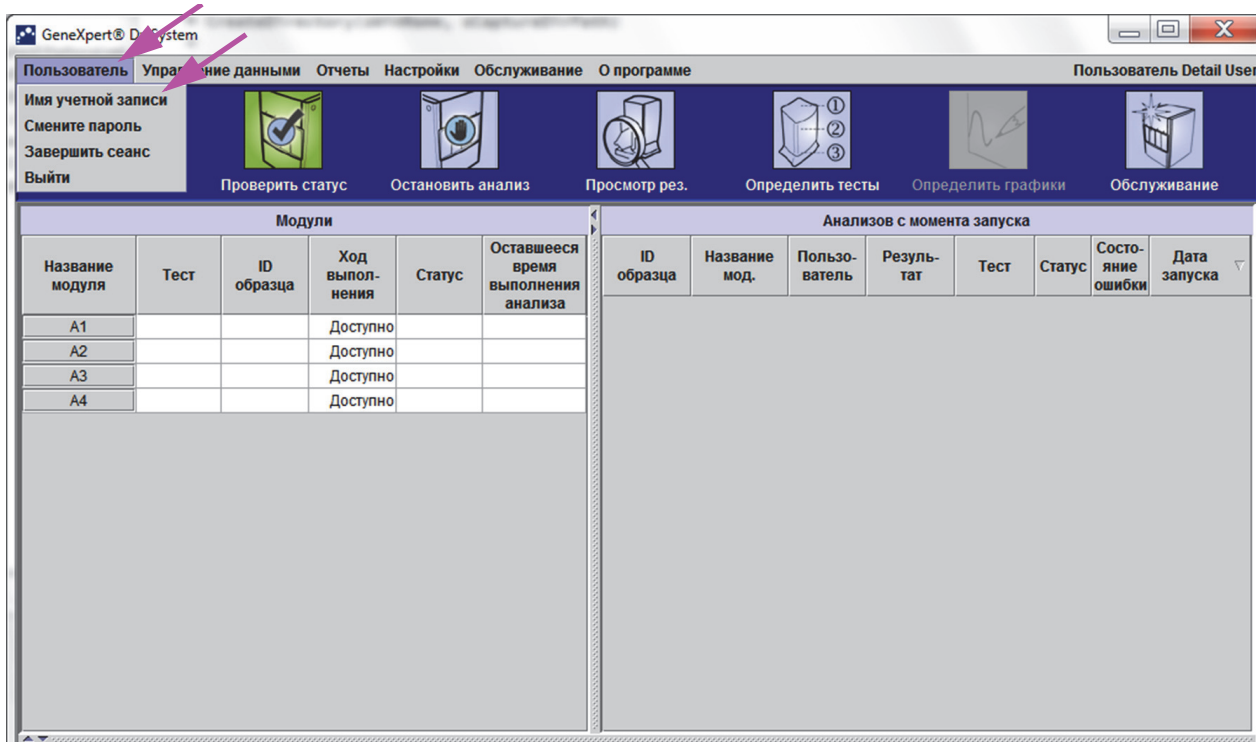 GeneXpert® Dx System
Пользователь Управление данными Отчеты Настройки Обслуживание О программе Пользователь Detail User
Имя учетной записи
Смените пароль
Завершить сеанс
Выйти
Проверить статус Остановить анализ Просмотр рез. Определить тесты Определить графики Обслуживание
1
2
3
Модули
Название модуля Тест ID образца Ход выпол- нения Статус Оставшееся время выполнения анализа
A1 Доступно
A2 Доступно
A3 Доступно
A4 Доступно
Анализов с момента запуска
ID образца Название мод. Пользо- ватель Резуль- тат Тест Статус Состо- яние ошибки Дата запуска